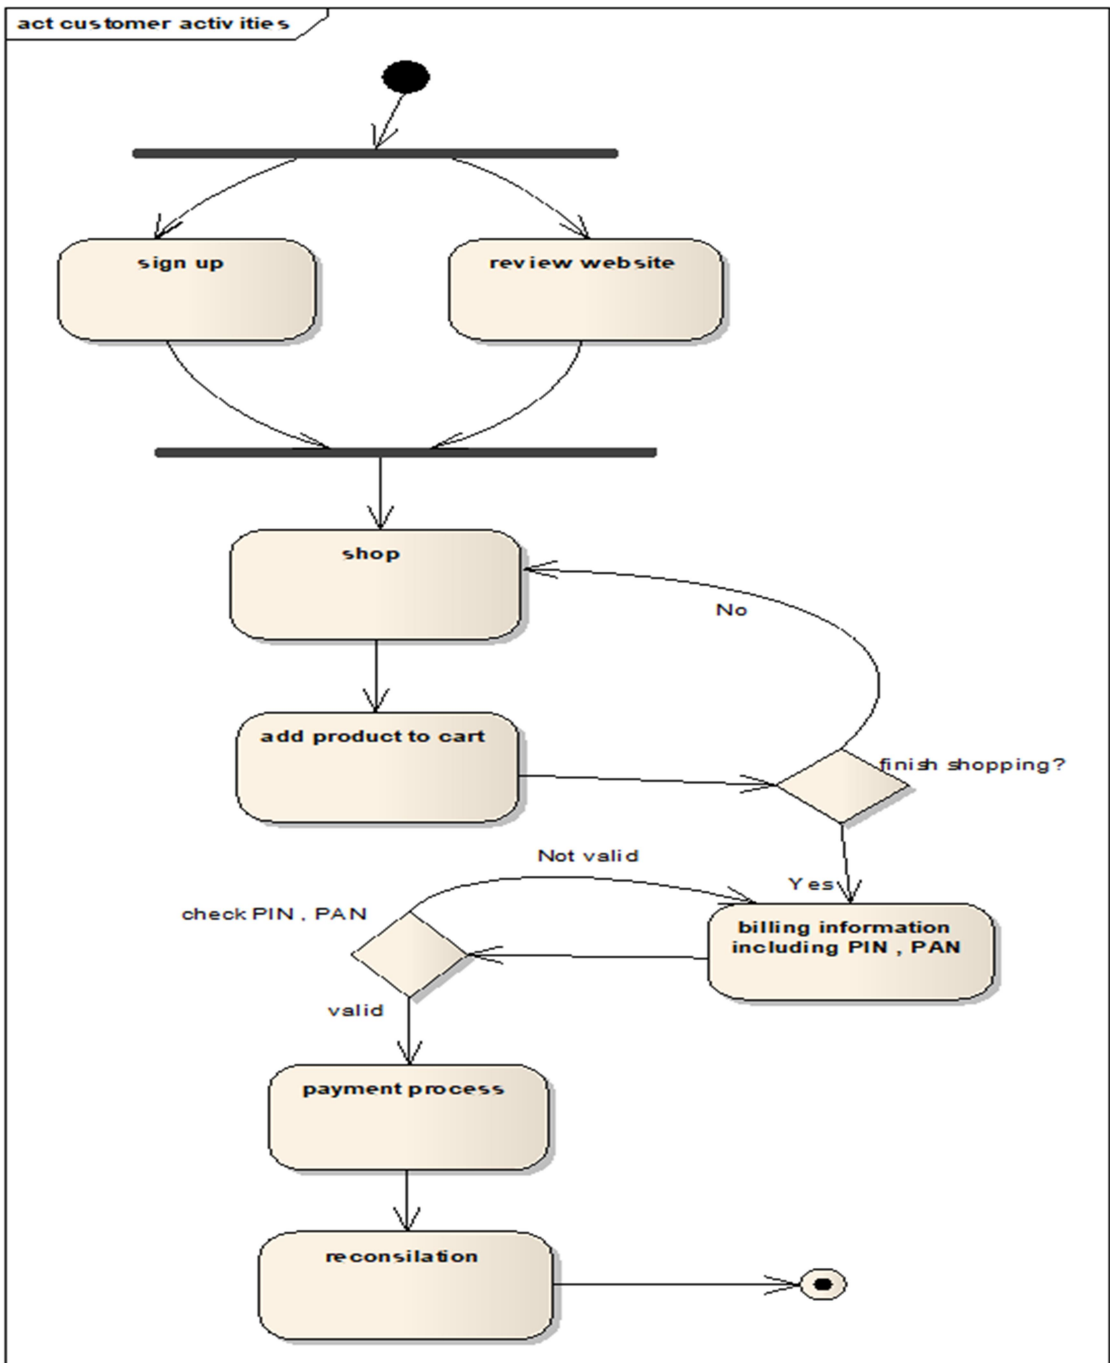 act customer activities
sign up
review website
shop
No
add product to cart
finish shopping?
Not valid
Yes
check PIN , PAN
billing information
including PIN , PAN
valid
payment process
reconsilation